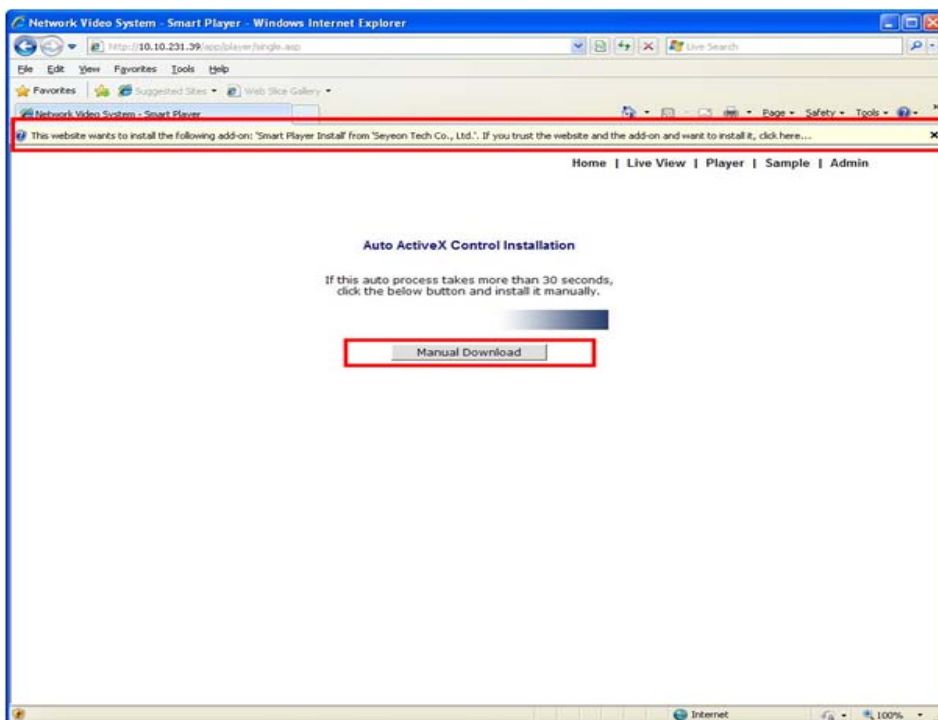 Network Video System - Smart Player - Windows Internet Explorer
http://10.10.231.39/app/player/single.asp
Live Search
File Edit View Favorites Tools Help
Favorites Suggested Sites Web Slice Gallery
Network Video System - Smart Player Page Safety Tools
This website wants to install the following add-on: 'Smart Player Install' from 'Seyeon Tech Co., Ltd.'. If you trust the website and the add-on and want to install it, click here...
Home | Live View | Player | Sample | Admin
Auto ActiveX Control Installation
If this auto process takes more than 30 seconds,
click the below button and install it manually.
Manual Download
Internet 100%